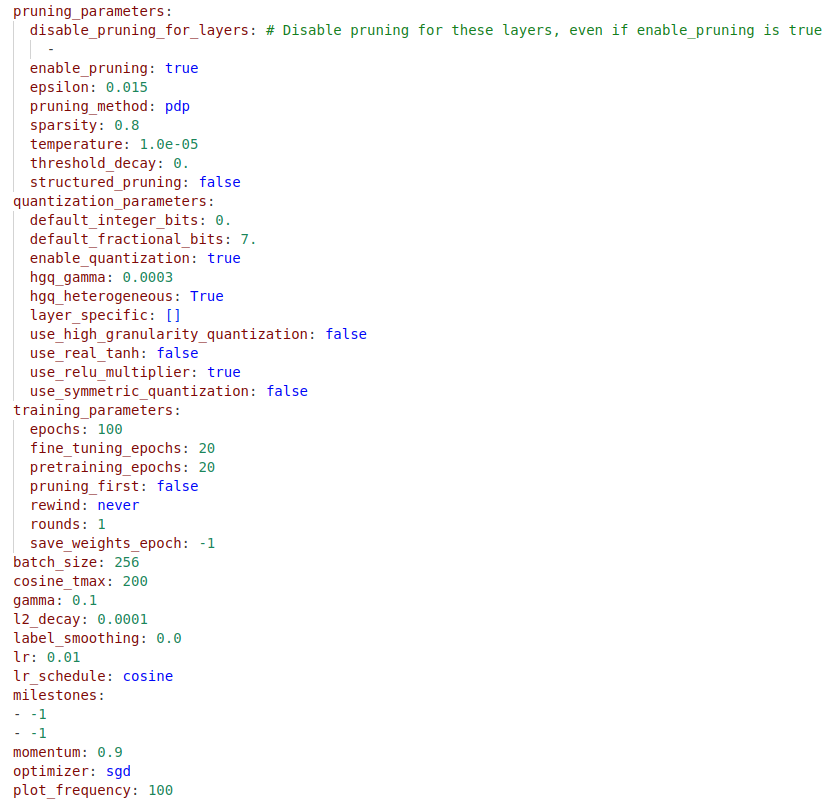 pruning_parameters:
  disable_pruning_for_layers: # Disable pruning for these layers, even if enable_pruning is true
    -
  enable_pruning: true
  epsilon: 0.015
  pruning_method: pdp
  sparsity: 0.8
  temperature: 1.0e-05
  threshold_decay: 0.
  structured_pruning: false
quantization_parameters:
  default_integer_bits: 0.
  default_fractional_bits: 7.
  enable_quantization: true
  hgq_gamma: 0.0003
  hgq_heterogeneous: True
  layer_specific: []
  use_high_granularity_quantization: false
  use_real_tanh: false
  use_relu_multiplier: true
  use_symmetric_quantization: false
training_parameters:
  epochs: 100
  fine_tuning_epochs: 20
  pretraining_epochs: 20
  pruning_first: false
  rewind: never
  rounds: 1
  save_weights_epoch: -1
batch_size: 256
cosine_tmax: 200
gamma: 0.1
l2_decay: 0.0001
label_smoothing: 0.0
lr: 0.01
lr_schedule: cosine
milestones:
- -1
- -1
momentum: 0.9
optimizer: sgd
plot_frequency: 100